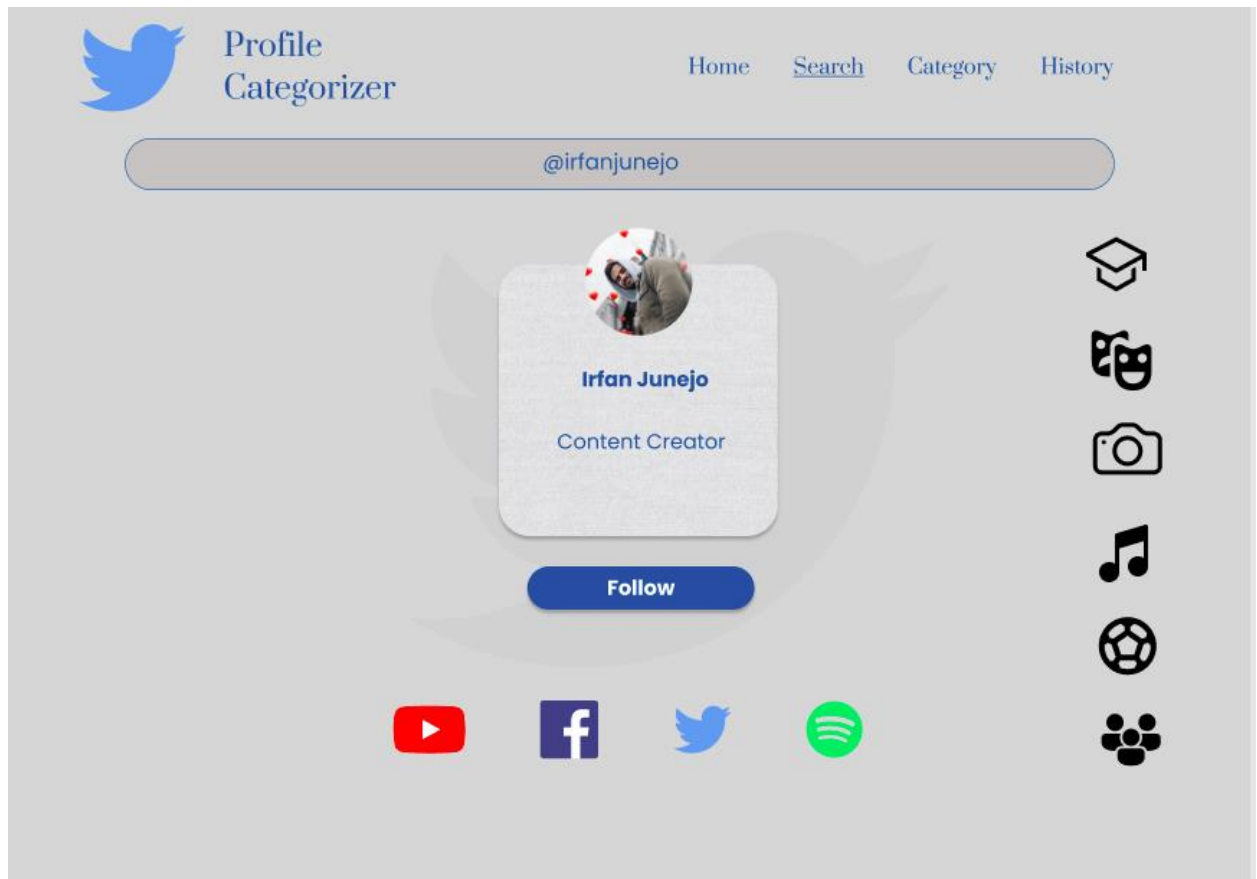 Profile
Categorizer
Home Search Category History
@irfanjunejo
Irfan Junejo
Content Creator
Follow